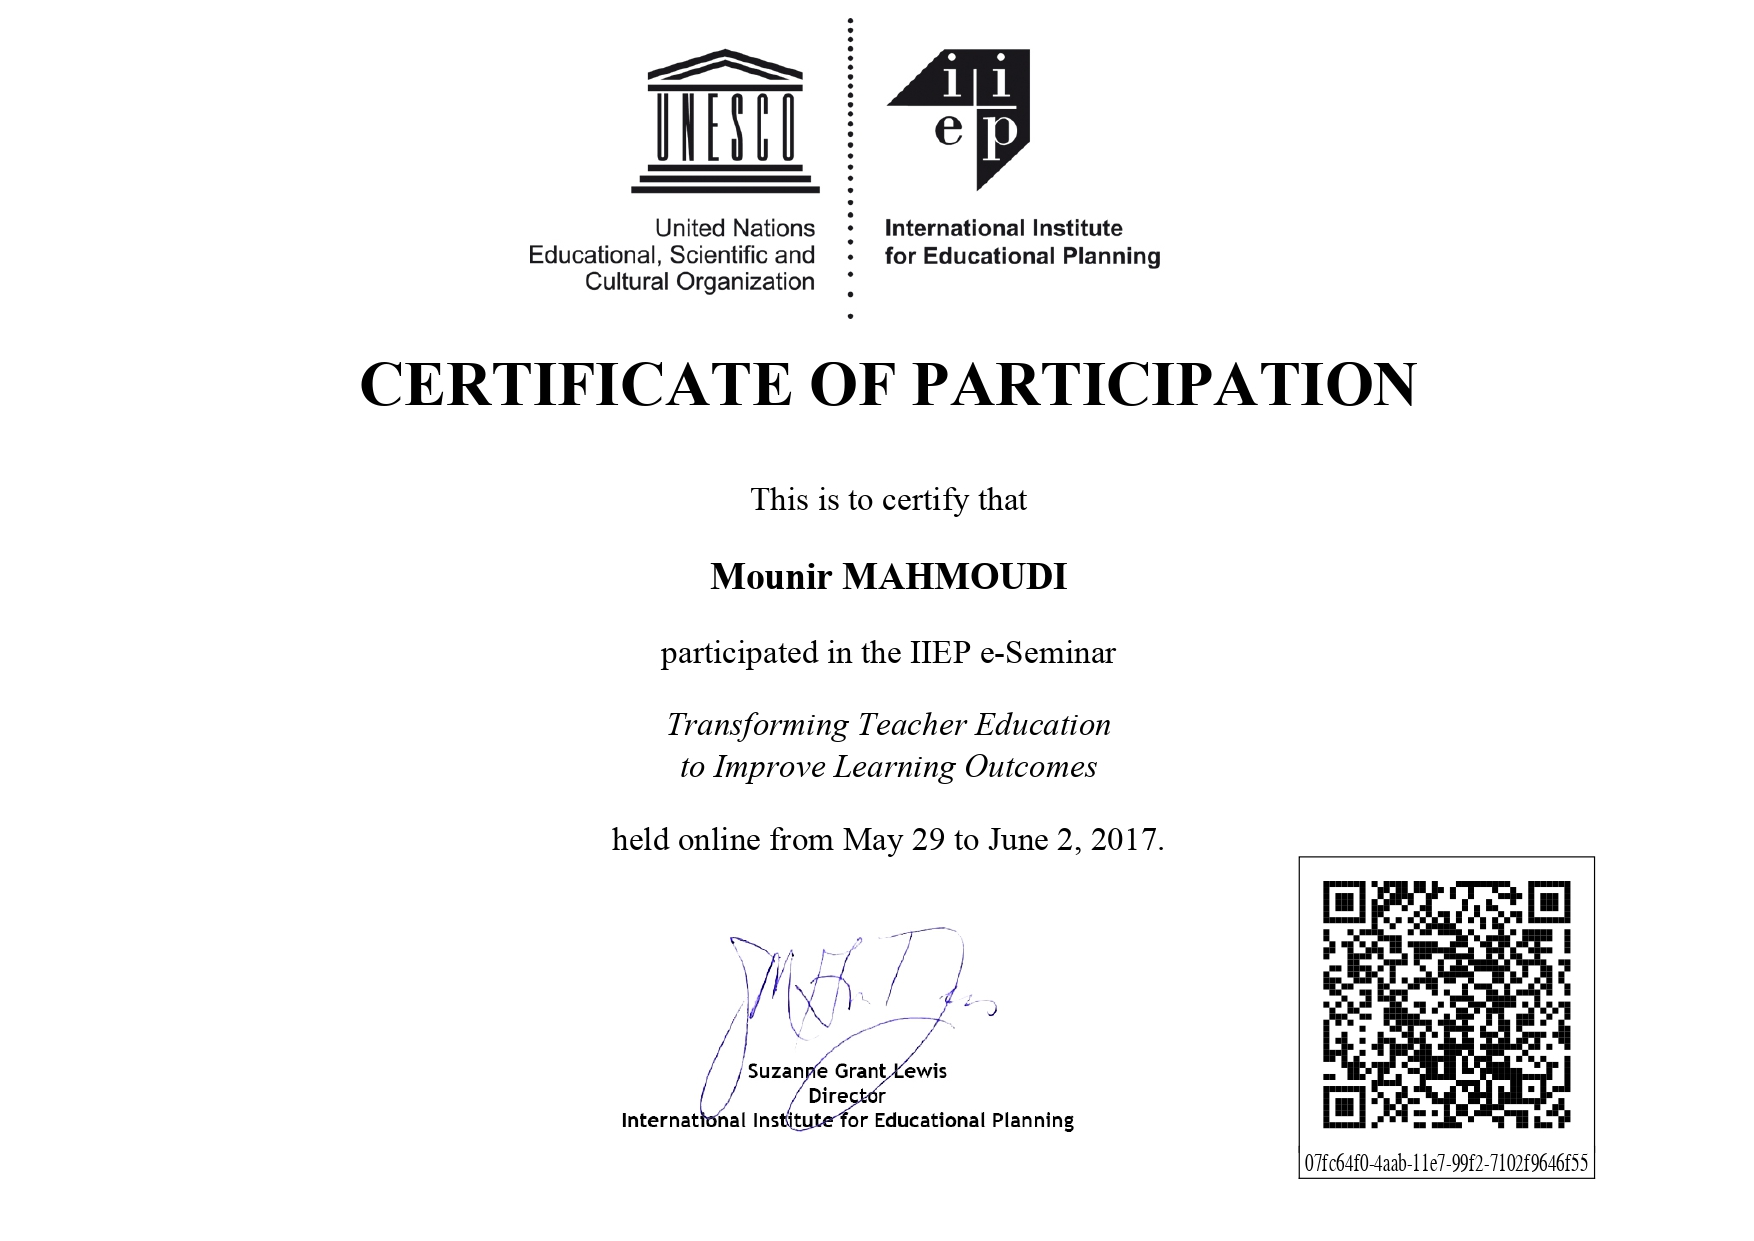 UNESCO
United Nations
Educational, Scientific and
Cultural Organization
i i
e p
International Institute
for Educational Planning
CERTIFICATE OF PARTICIPATION
This is to certify that
Mounir MAHMOUDI
participated in the IIEP e-Seminar
Transforming Teacher Education
to Improve Learning Outcomes
held online from May 29 to June 2, 2017.
Suzanne Grant Lewis
Director
International Institute for Educational Planning
07fc64f0-4aab-11e7-99f2-7102f9646f55